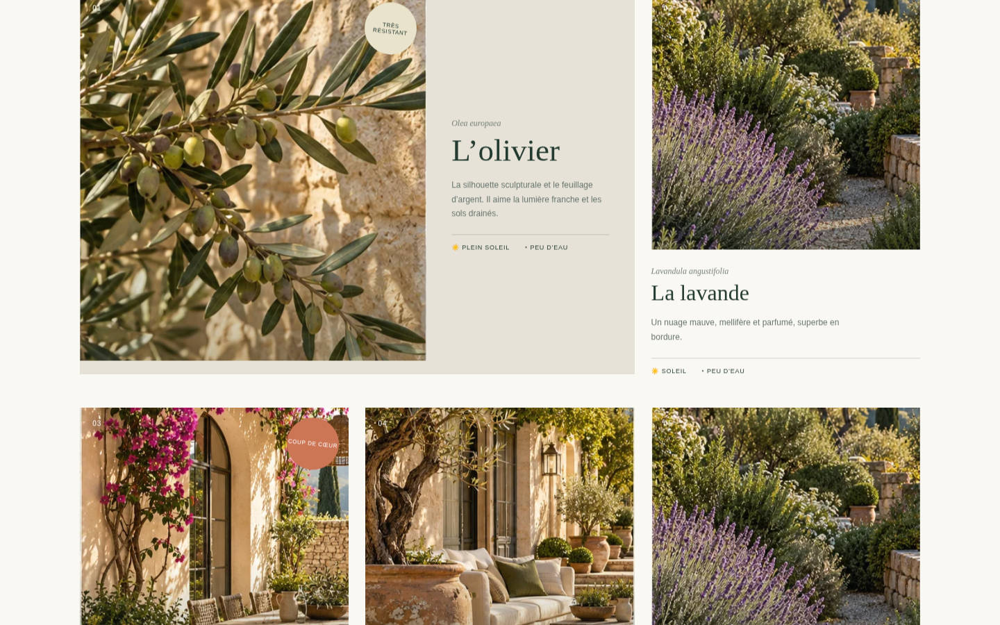 01
TRÈS
RÉSISTANT
Olea europaea
L’olivier
La silhouette sculpturale et le feuillage
d’argent. Il aime la lumière franche et les
sols drainés.
☀️ PLEIN SOLEIL
• PEU D’EAU
02
Lavandula angustifolia
La lavande
Un nuage mauve, mellifère et parfumé, superbe en
bordure.
☀️ SOLEIL
• PEU D’EAU
03
COUP DE CŒUR
04
05